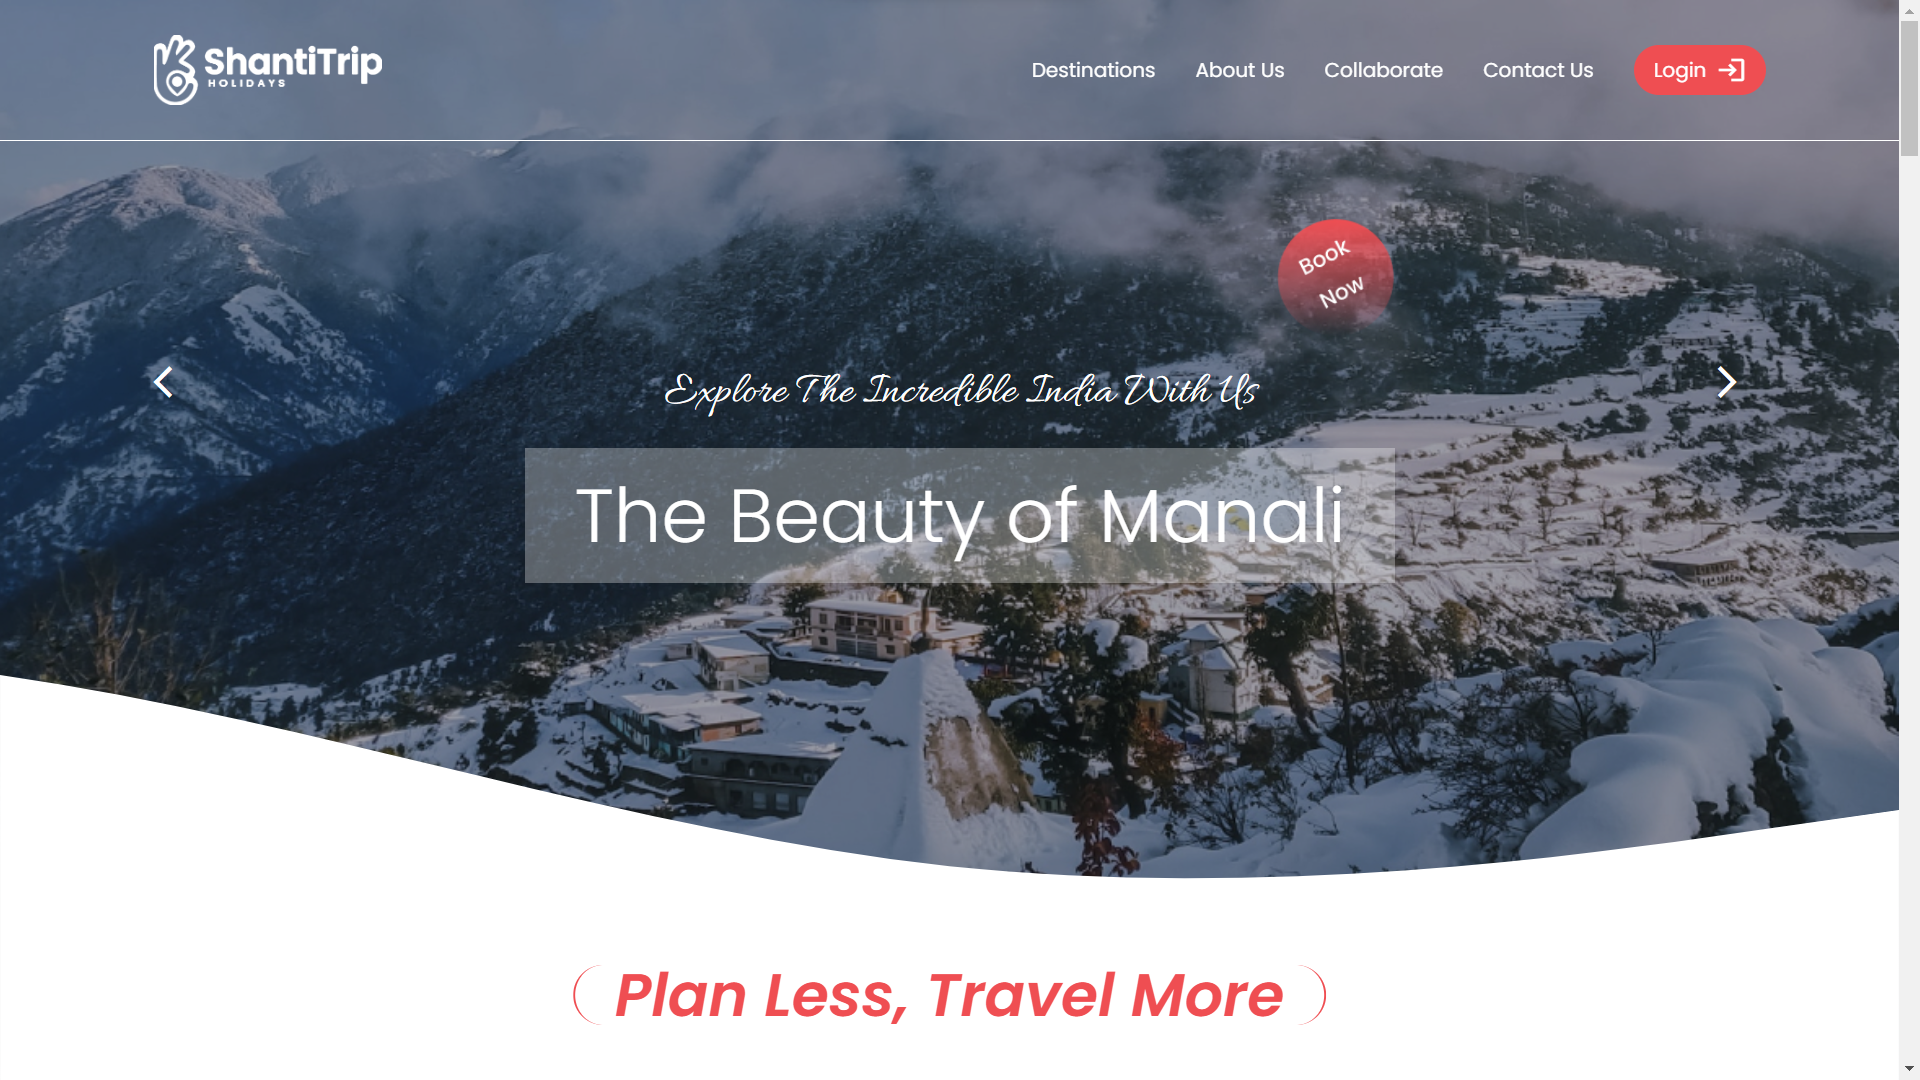 ShantiTrip
HOLIDAYS
Destinations
About Us
Collaborate
Contact Us
Login
Book
Now
Explore The Incredible India With Us
The Beauty of Manali
Plan Less, Travel More